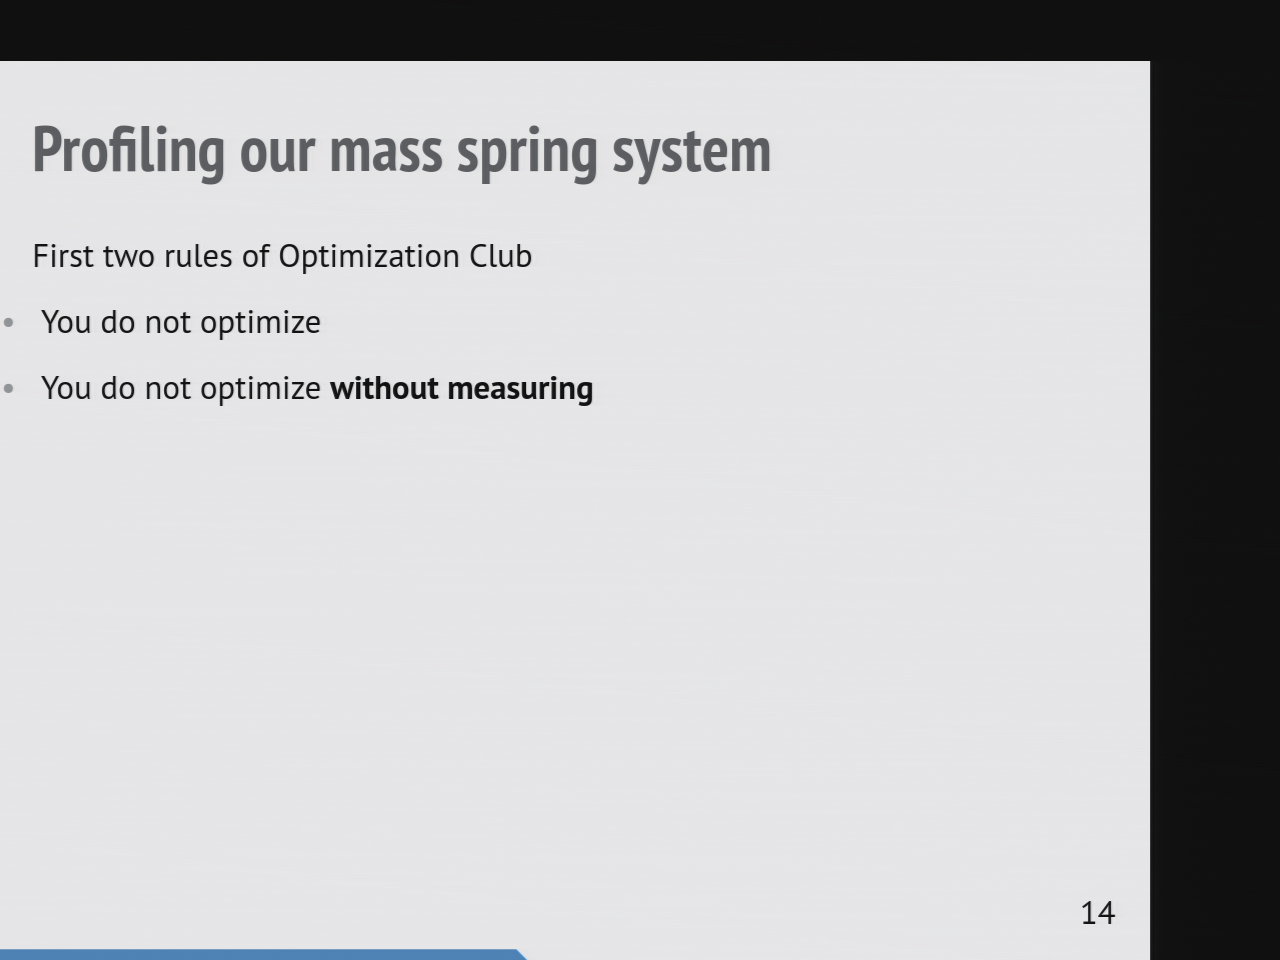 Profiling our mass spring system
First two rules of Optimization Club
• You do not optimize
• You do not optimize without measuring
14